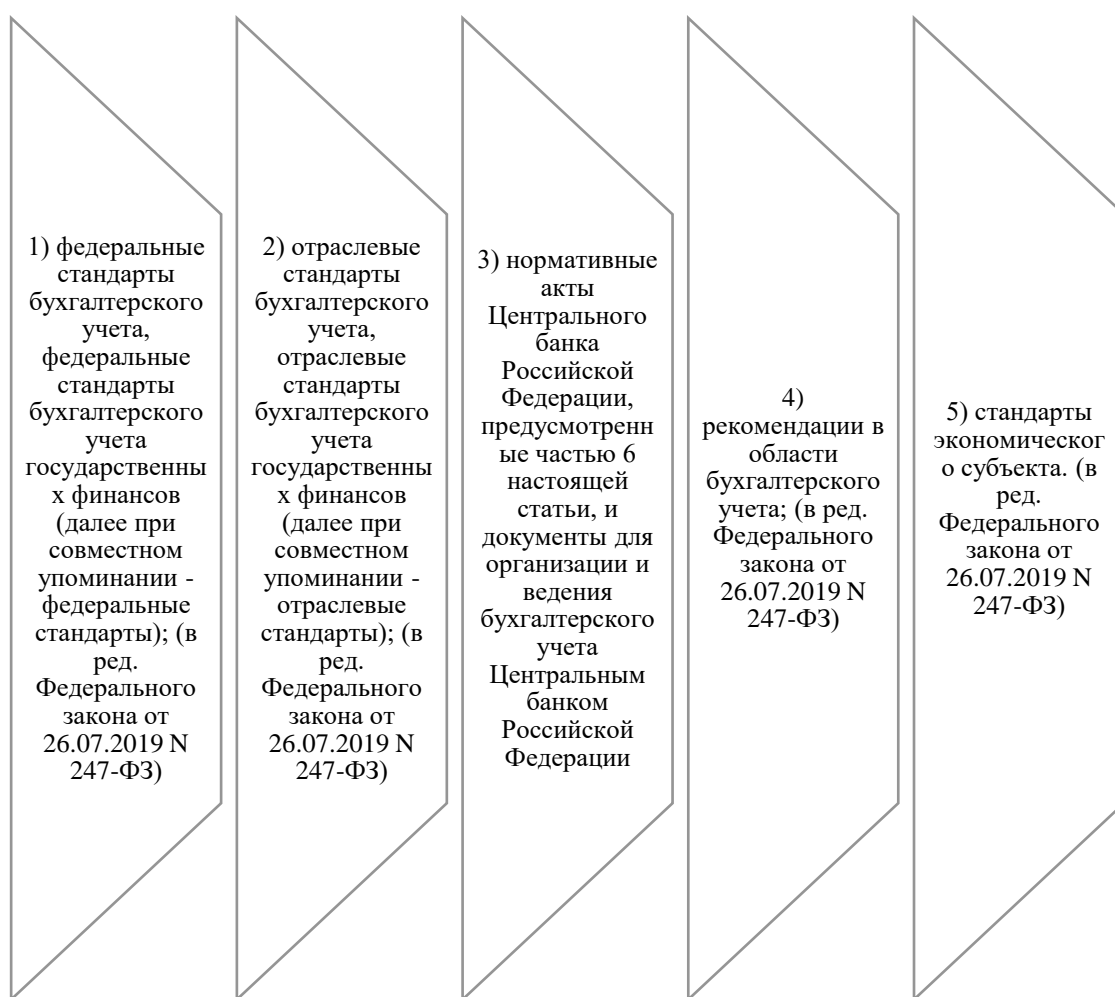 1) федеральные
стандарты
бухгалтерского
учета,
федеральные
стандарты
бухгалтерского
учета
государственны
х финансов
(далее при
совместном
упоминании -
федеральные
стандарты); (в
ред.
Федерального
закона от
26.07.2019 N
247-ФЗ)
2) отраслевые
стандарты
бухгалтерского
учета,
отраслевые
стандарты
бухгалтерского
учета
государственны
х финансов
(далее при
совместном
упоминании -
отраслевые
стандарты); (в
ред.
Федерального
закона от
26.07.2019 N
247-ФЗ)
3) нормативные
акты
Центрального
банка
Российской
Федерации,
предусмотренн
ые частью 6
настоящей
статьи, и
документы для
организации и
ведения
бухгалтерского
учета
Центральным
банком
Российской
Федерации
4)
рекомендации в
области
бухгалтерского
учета; (в ред.
Федерального
закона от
26.07.2019 N
247-ФЗ)
5) стандарты
экономическог
о субъекта. (в
ред.
Федерального
закона от
26.07.2019 N
247-ФЗ)